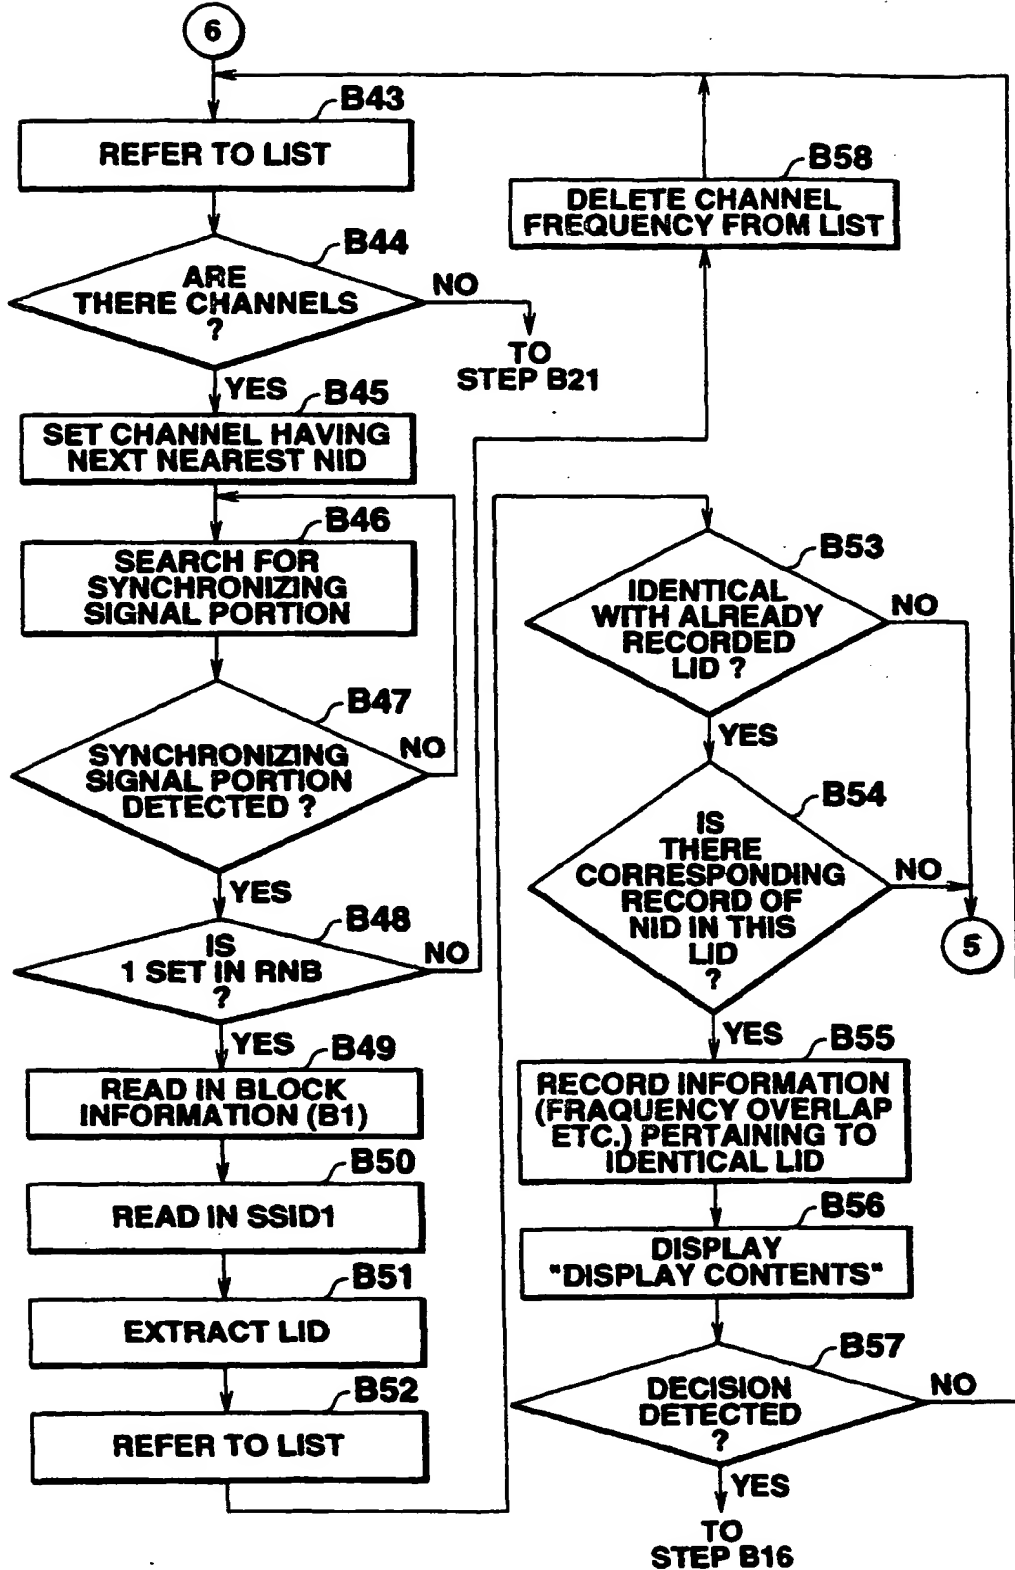 6
B43
REFER TO LIST
B44
ARE
THERE CHANNELS
?
NO
TO
STEP B21
YES
B45
SET CHANNEL HAVING
NEXT NEAREST NID
B46
SEARCH FOR
SYNCHRONIZING
SIGNAL PORTION
B47
SYNCHRONIZING
SIGNAL PORTION
DETECTED ?
NO
YES
B48
IS
1 SET IN RNB
?
NO
YES
B49
READ IN BLOCK
INFORMATION (B1)
B50
READ IN SSID1
B51
EXTRACT LID
B52
REFER TO LIST
B58
DELETE CHANNEL
FREQUENCY FROM LIST
B53
IDENTICAL
WITH ALREADY
RECORDED
LID ?
NO
YES
B54
IS
THERE
CORRESPONDING
RECORD OF
NID IN THIS
LID
?
NO
5
YES
B55
RECORD INFORMATION
(FRAQUENCY OVERLAP
ETC.) PERTAINING TO
IDENTICAL LID
B56
DISPLAY
"DISPLAY CONTENTS"
B57
DECISION
DETECTED
?
NO
YES
TO
STEP B16